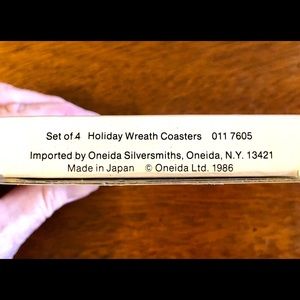 Set of 4 Holiday Wreath Coasters 011 7605
Imported by Oneida Silversmiths, Oneida, N.Y. 13421
Made in Japan © Oneida Ltd. 1986